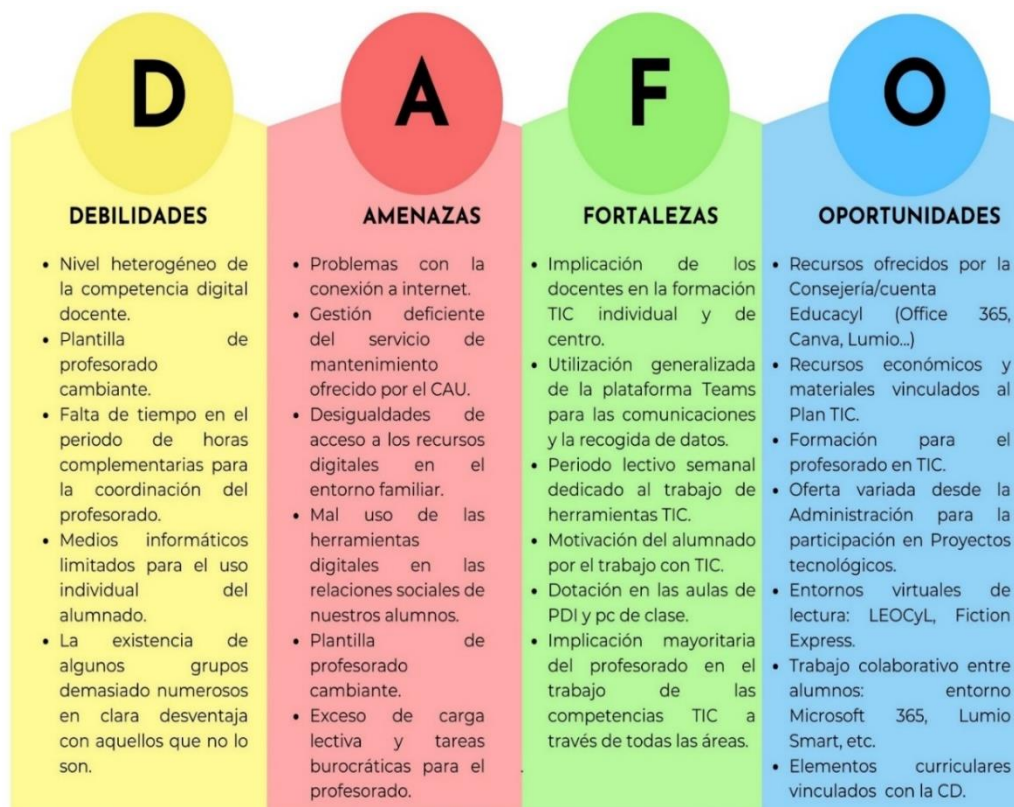 D
DEBILIDADES
• Nivel heterogéneo de
la competencia digital
docente.
• Plantilla de
profesorado
cambiante.
• Falta de tiempo en el
periodo de horas
complementarias para
la coordinación del
profesorado.
• Medios informáticos
limitados para el uso
individual del
alumnado.
• La existencia de
algunos grupos
demasiado numerosos
en clara desventaja
con aquellos que no lo
son.
A
AMENAZAS
• Problemas con la
conexión a internet.
• Gestión deficiente
del servicio de
mantenimiento
ofrecido por el CAU.
• Desigualdades de
acceso a los recursos
digitales en el
entorno familiar.
• Mal uso de las
herramientas
digitales en las
relaciones sociales de
nuestros alumnos.
• Plantilla de
profesorado
cambiante.
• Exceso de carga
lectiva y tareas
burocráticas para el
profesorado.
F
FORTALEZAS
• Implicación de los
docentes en la formación
TIC individual y de
centro.
• Utilización generalizada
de la plataforma Teams
para las comunicaciones
y la recogida de datos.
• Periodo lectivo semanal
dedicado al trabajo de
herramientas TIC.
• Motivación del alumnado
por el trabajo con TIC.
• Dotación en las aulas de
PDI y pc de clase.
• Implicación mayoritaria
del profesorado en el
trabajo de las
competencias TIC a
través de todas las áreas.
.
O
OPORTUNIDADES
• Recursos ofrecidos por la
Consejería/cuenta
Educacyl (Office 365,
Canva, Lumio...)
• Recursos económicos y
materiales vinculados al
Plan TIC.
• Formación para el
profesorado en TIC.
• Oferta variada desde la
Administración para la
participación en Proyectos
tecnológicos.
• Entornos virtuales de
lectura: LEOCyL, Fiction
Express.
• Trabajo colaborativo entre
alumnos: entorno
Microsoft 365, Lumio
Smart, etc.
• Elementos curriculares
vinculados con la CD.